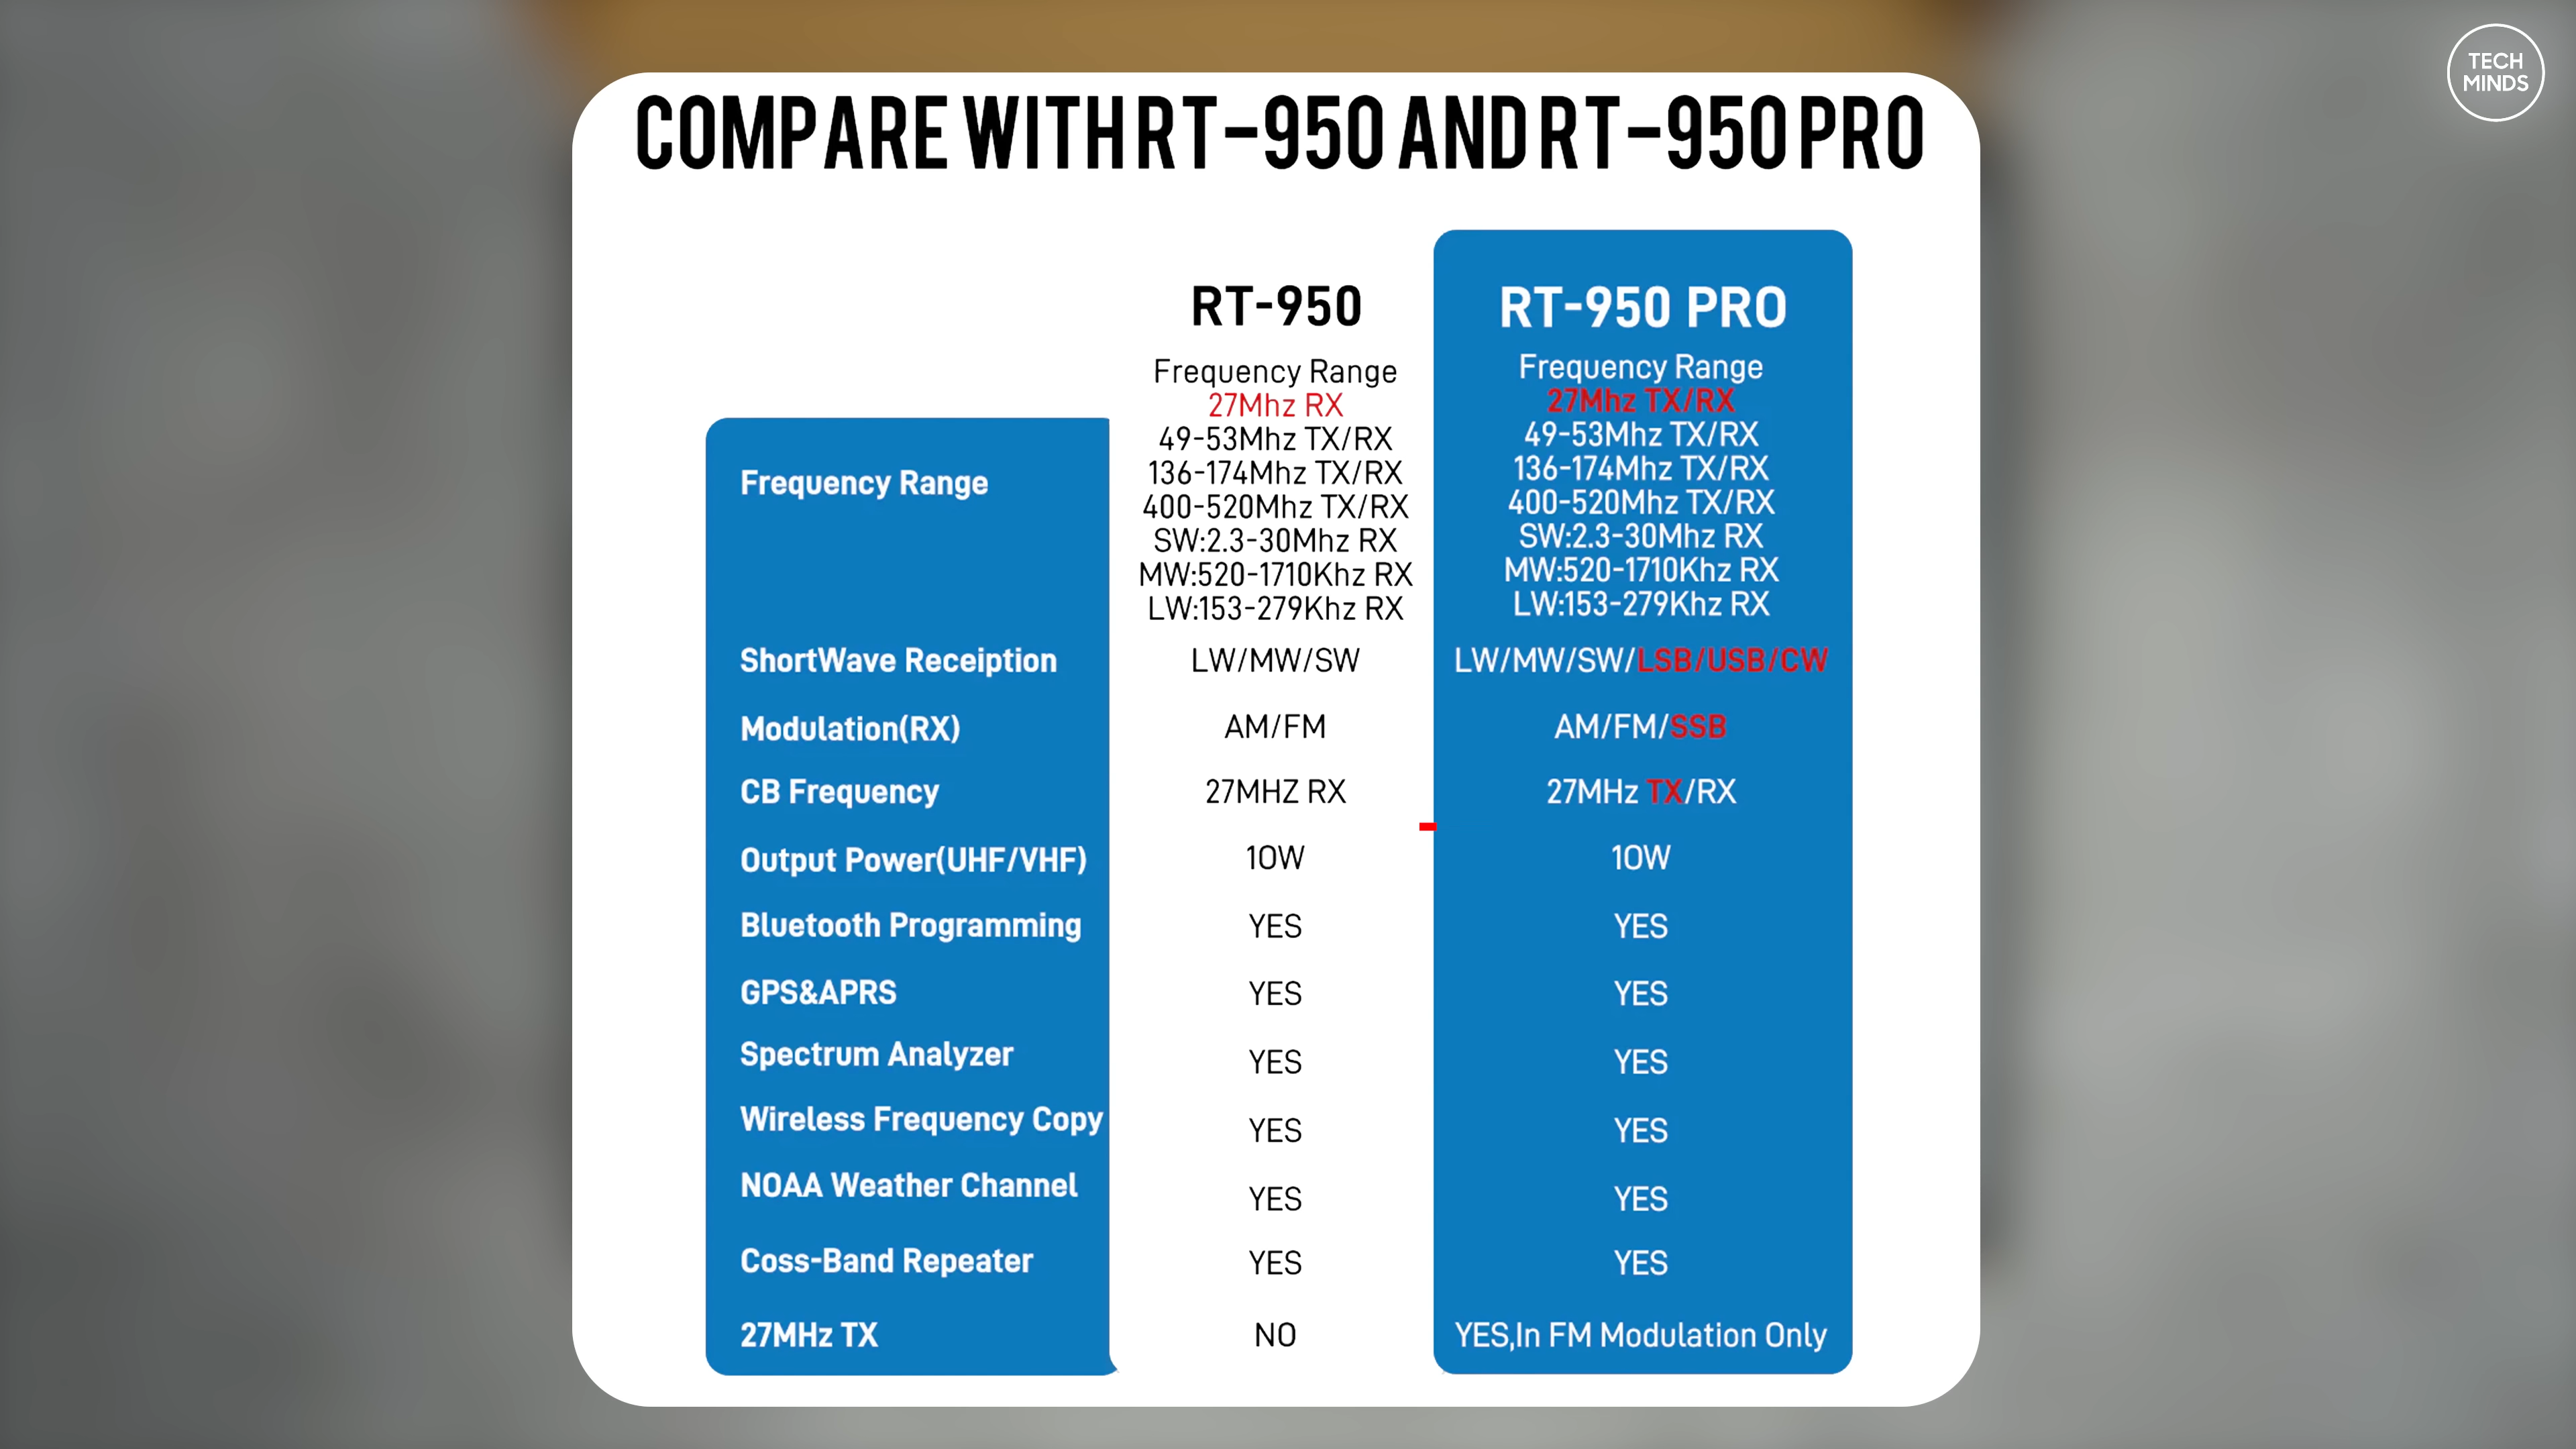 TECH
MINDS
COMPARE WITH RT-950 AND RT-950 PRO
RT-950
RT-950 PRO
Frequency Range
Frequency Range
27Mhz RX
49-53Mhz TX/RX
136-174Mhz TX/RX
400-520Mhz TX/RX
SW:2.3-30Mhz RX
MW:520-1710Khz RX
LW:153-279Khz RX
Frequency Range
27Mhz TX/RX
49-53Mhz TX/RX
136-174Mhz TX/RX
400-520Mhz TX/RX
SW:2.3-30Mhz RX
MW:520-1710Khz RX
LW:153-279Khz RX
ShortWave Receiption LW/MW/SW LW/MW/SW/LSB/USB/CW
Modulation(RX) AM/FM AM/FM/SSB
CB Frequency 27MHZ RX 27MHz TX/RX
Output Power(UHF/VHF) 10W 10W
Bluetooth Programming YES YES
GPS&APRS YES YES
Spectrum Analyzer YES YES
Wireless Frequency Copy YES YES
NOAA Weather Channel YES YES
Coss-Band Repeater YES YES
27MHz TX NO YES,In FM Modulation Only